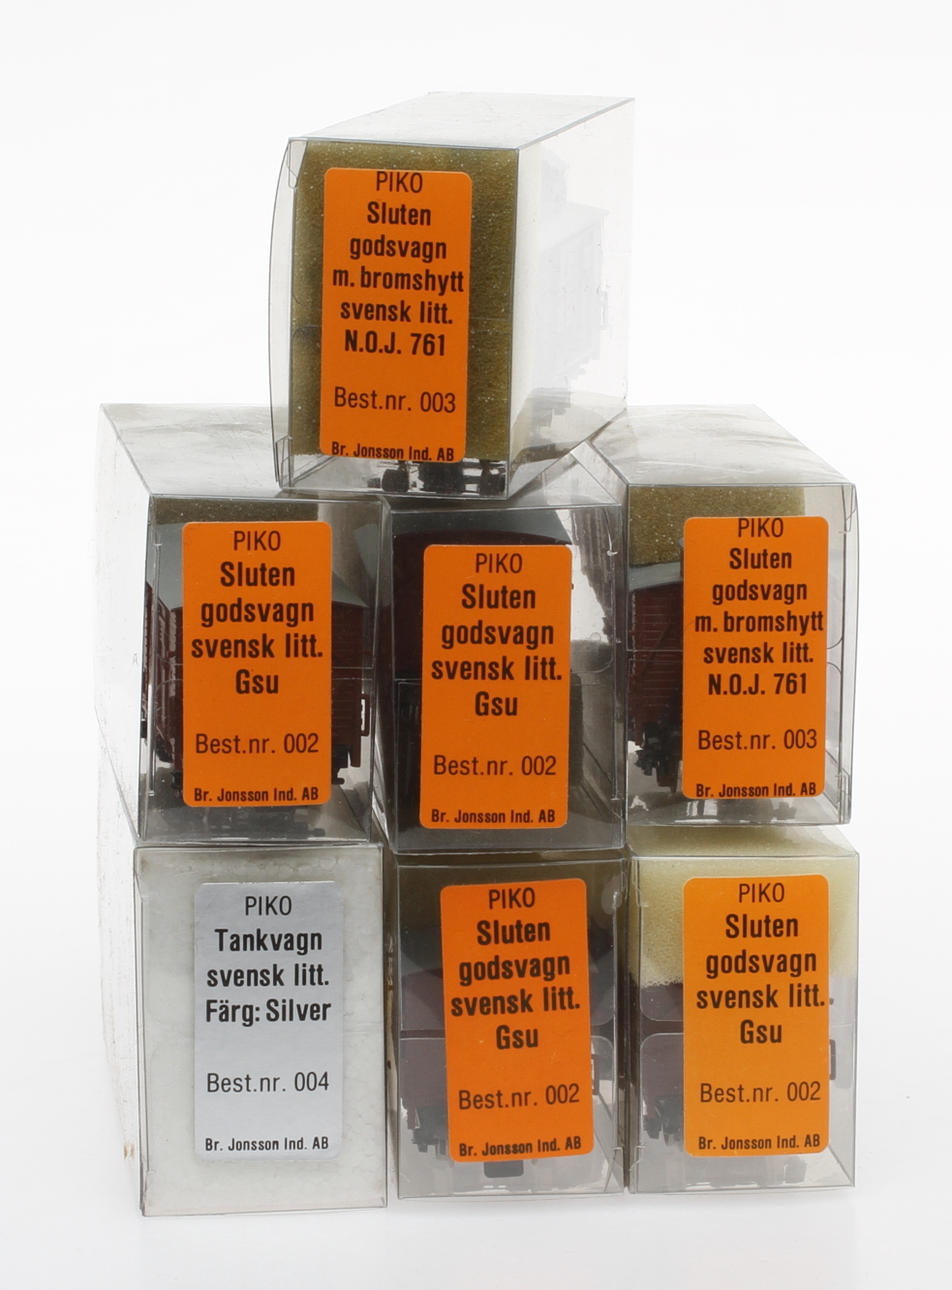 PIKO
Sluten
godsvagn
m. bromshytt
svensk litt.
N.O.J. 761
Best.nr. 003
Br. Jonsson Ind. AB
PIKO
Sluten
godsvagn
svensk litt.
Gsu
Best.nr. 002
Br. Jonsson Ind. AB
PIKO
Sluten
godsvagn
svensk litt.
Gsu
Best.nr. 002
Br. Jonsson Ind. AB
PIKO
Sluten
godsvagn
m. bromshytt
svensk litt.
N.O.J. 761
Best.nr. 003
Br. Jonsson Ind. AB
PIKO
Tankvagn
svensk litt.
Färg: Silver
Best.nr. 004
Br. Jonsson Ind. AB
PIKO
Sluten
godsvagn
svensk litt.
Gsu
Best.nr. 002
Br. Jonsson Ind. AB
PIKO
Sluten
godsvagn
svensk litt.
Gsu
Best.nr. 002
Br. Jonsson Ind. AB